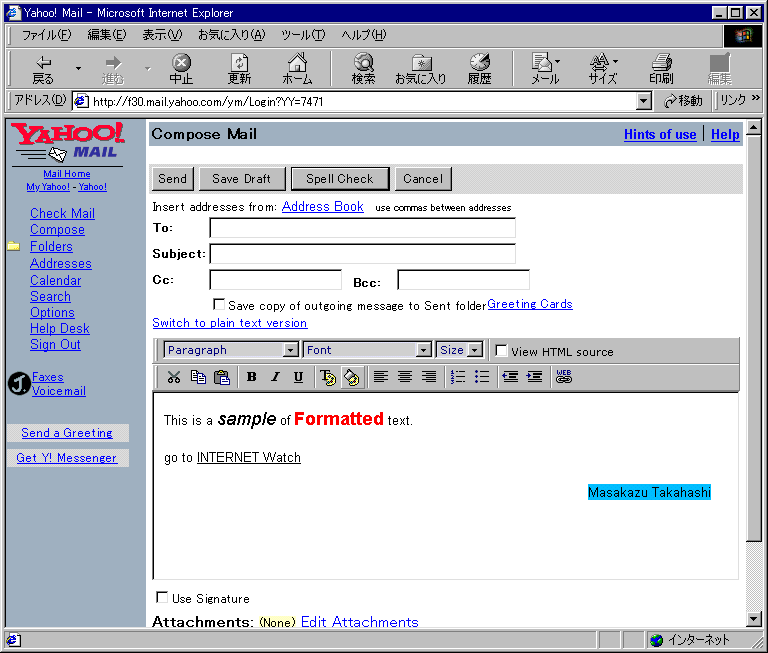 Yahoo! Mail - Microsoft Internet Explorer
ファイル(F) 編集(E) 表示(V) お気に入り(A) ツール(T) ヘルプ(H)
戻る 進む 中止 更新 ホーム 検索 お気に入り 履歴 メール サイズ 印刷 編集
アドレス(D) http://f30.mail.yahoo.com/ym/Login?YY=7471 移動 リンク »
YAHOO! MAIL
Mail Home
My Yahoo! - Yahoo!
Check Mail
Compose
Folders
Addresses
Calendar
Search
Options
Help Desk
Sign Out
J.
Faxes
Voicemail
Send a Greeting
Get Y! Messenger
Compose Mail Hints of use | Help
Send Save Draft Spell Check Cancel
Insert addresses from: Address Book use commas between addresses
To:
Subject:
Cc: Bcc:
Save copy of outgoing message to Sent folder Greeting Cards
Switch to plain text version
Paragraph Font Size View HTML source
B I U WEB
This is a sample of Formatted text.
go to INTERNET Watch
Masakazu Takahashi
Use Signature
Attachments: (None) Edit Attachments
インターネット